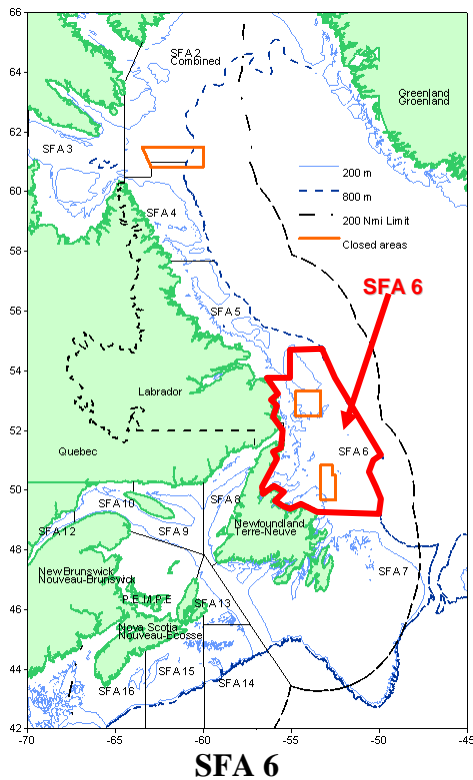 66
64
62
60
58
56
54
52
50
48
46
44
42
SFA 2
Combined
Greenland
Groenland
SFA 3
200 m
800 m
200 Nmi Limit
Closed areas
SFA 4
SFA 6
SFA 5
Labrador
Quebec
SFA 6
SFA 10
SFA 8
SFA 12
SFA 9
Newfoundland
Terre-Neuve
New Brunswick
Nouveau-Brunswick
SFA 7
P.E.I./I.P.E
SFA 13
Nova Scotia
Nouveau-Ecosse
SFA 15
SFA 16
SFA 14
-70 -65 -60 -55 -50 -45
SFA 6